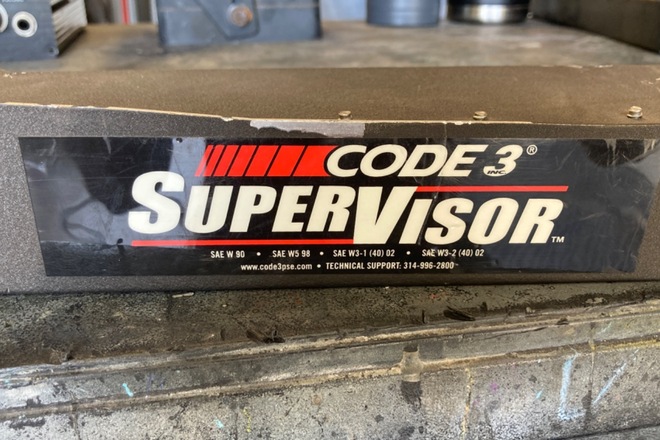 CODE 3®
INC.
SUPERVISOR™
SAE W 90 • SAE W5 98 • SAE W3-1 (40) 02 • SAE W3-2 (40) 02
www.code3pse.com • TECHNICAL SUPPORT: 314-996-2800